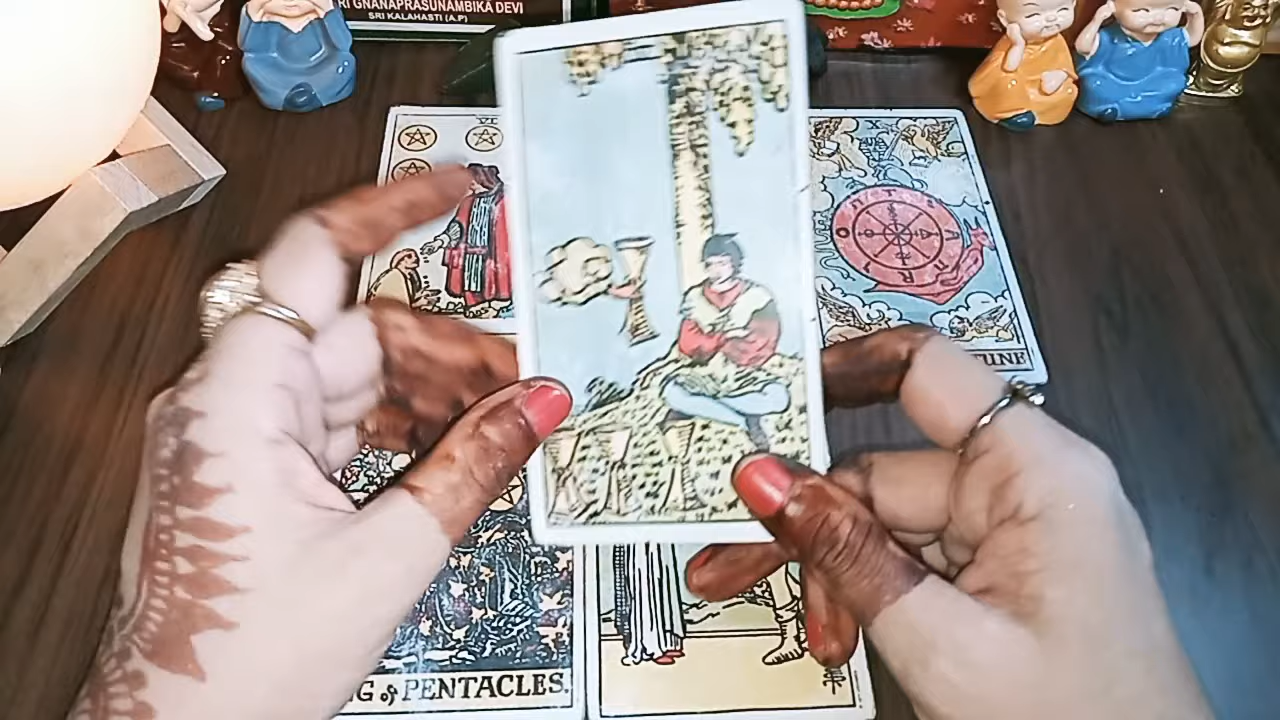 RI GNANAPRASUNAMBIKA DEVI
SRI KALAHASTI (A.P)
VI
X
TUNE
NG of PENTACLES.